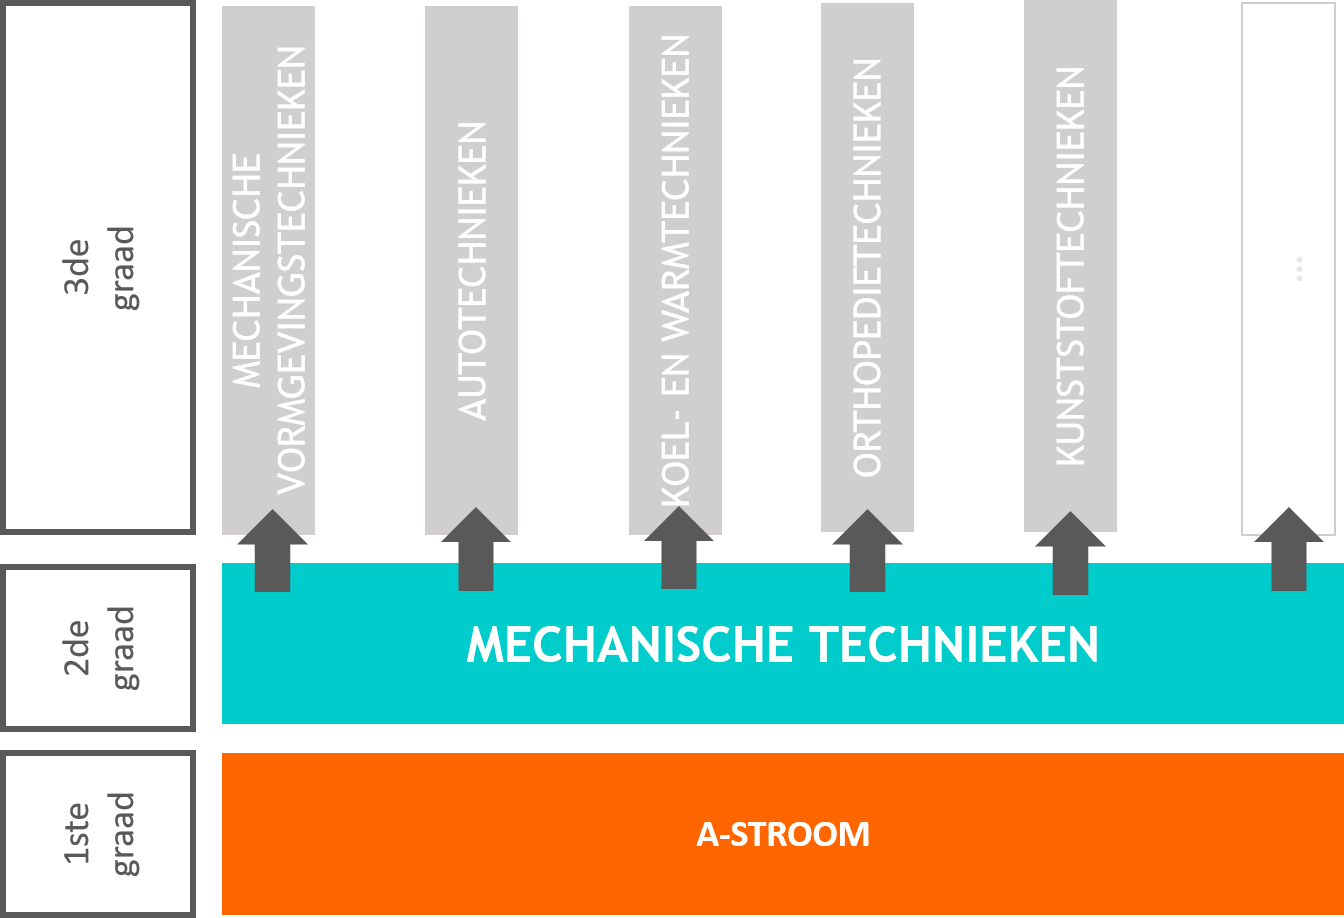 3de
graad
MECHANISCHE
VORMGEVINGSTECHNIEKEN
AUTOTECHNIEKEN
KOEL- EN WARMTECHNIEKEN
ORTHOPEDIETECHNIEKEN
KUNSTSTOFTECHNIEKEN
...
2de
graad
MECHANISCHE TECHNIEKEN
1ste
graad
A-STROOM